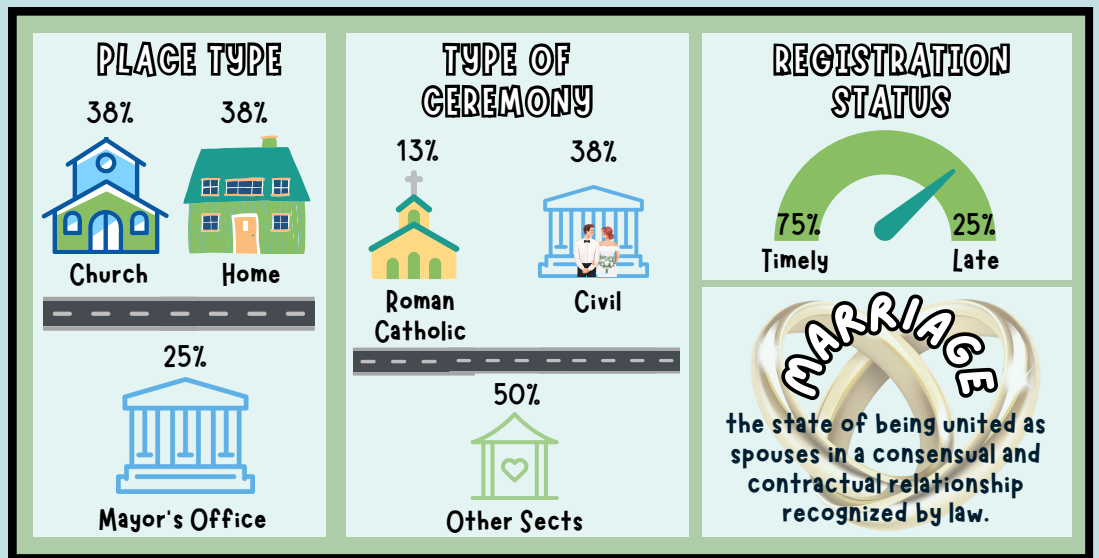 PLACE TYPE
38%
38%
Church
Home
25%
Mayor's Office
TYPE OF
CEREMONY
13%
38%
Roman
Catholic
Civil
50%
Other Sects
REGISTRATION
STATUS
75%
25%
Timely
Late
MARRIAGE
the state of being united as
spouses in a consensual and
contractual relationship
recognized by law.